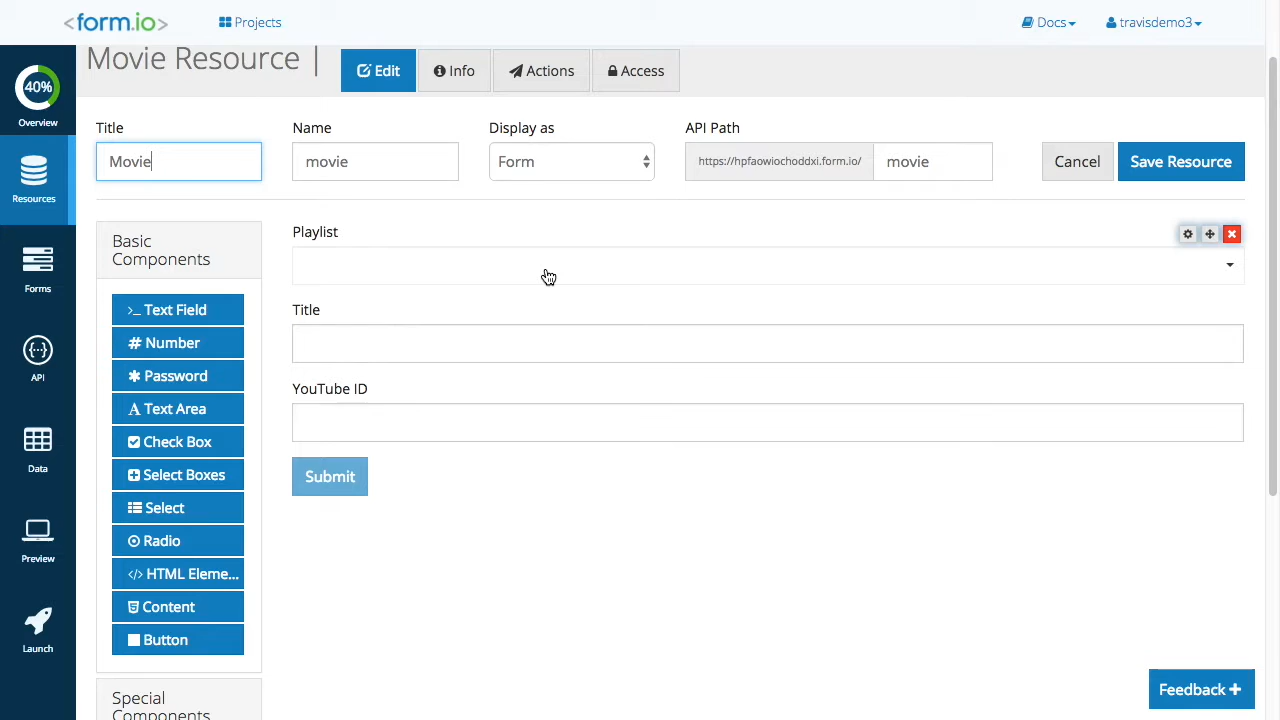 <form.io>
Projects
Docs
travisdemo3
Movie Resource |
Edit
Info
Actions
Access
40%
Overview
Resources
Forms
API
Data
Preview
Launch
Title
Name
Display as
API Path
Movie
movie
Form
https://hpfaowiochoddxi.form.io/
movie
Cancel
Save Resource
Basic
Components
>_ Text Field
# Number
* Password
A Text Area
Check Box
Select Boxes
Select
Radio
</> HTML Eleme...
Content
Button
Special
Components
Playlist
Title
YouTube ID
Submit
Feedback +